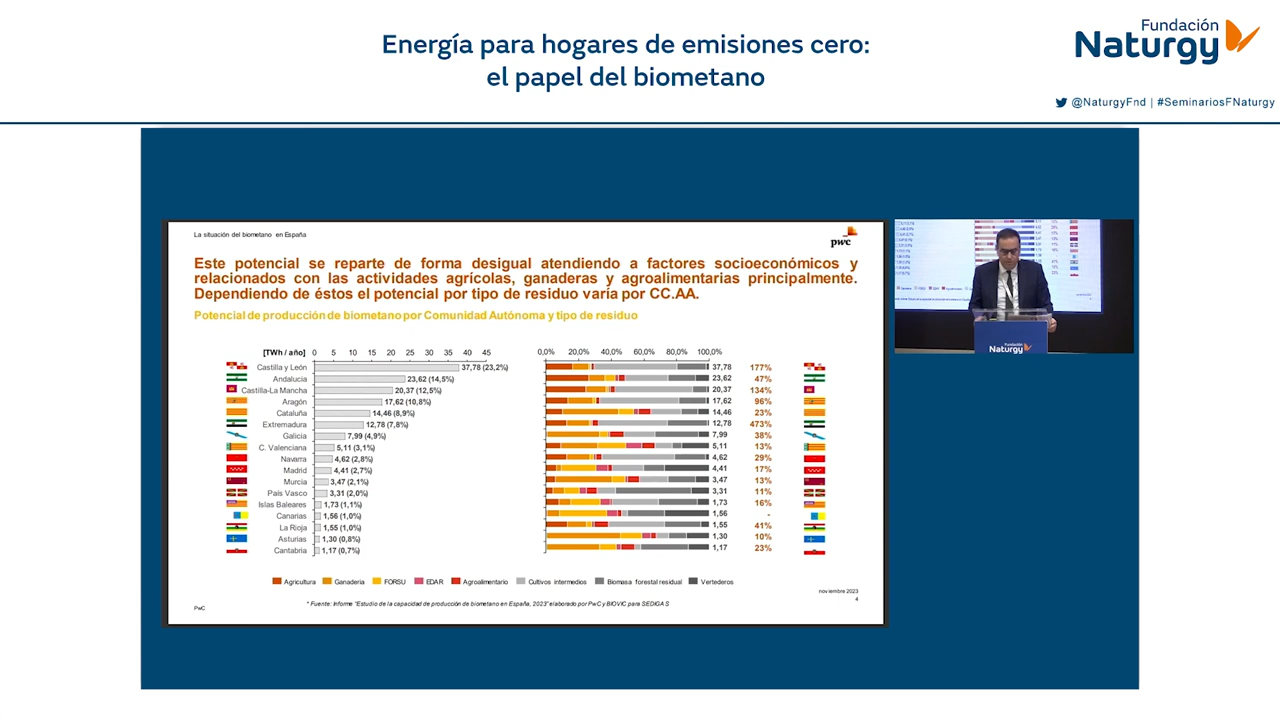 Energía para hogares de emisiones cero:
el papel del biometano
Fundación
Naturgy
@NaturgyFnd | #SeminariosFNaturgy
La situación del biometano en España
pwc
Este potencial se reparte de forma desigual atendiendo a factores socioeconómicos y
relacionados con las actividades agrícolas, ganaderas y agroalimentarias principalmente.
Dependiendo de éstos el potencial por tipo de residuo varía por CC.AA.
Potencial de producción de biometano por Comunidad Autónoma y tipo de residuo
[TWh / año] 0 5 10 15 20 25 30 35 40 45 0,0% 20,0% 40,0% 60,0% 80,0% 100,0%
Castilla y León 37,78 (23,2%) 37,78 177%
Andalucia 23,62 (14,5%) 23,62 47%
Castilla-La Mancha 20,37 (12,5%) 20,37 134%
Aragón 17,62 (10,8%) 17,62 96%
Cataluña 14,46 (8,9%) 14,46 23%
Extremadura 12,78 (7,8%) 12,78 473%
Galicia 7,99 (4,9%) 7,99 38%
C. Valenciana 5,11 (3,1%) 5,11 13%
Navarra 4,62 (2,8%) 4,62 29%
Madrid 4,41 (2,7%) 4,41 17%
Murcia 3,47 (2,1%) 3,47 13%
País Vasco 3,31 (2,0%) 3,31 11%
Islas Baleares 1,73 (1,1%) 1,73 16%
Canarias 1,56 (1,0%) 1,56 -
La Rioja 1,55 (1,0%) 1,55 41%
Asturias 1,30 (0,8%) 1,30 10%
Cantabria 1,17 (0,7%) 1,17 23%
Agricultura Ganaderia FORSU EDAR Agroalimentario Cultivos intermedios Biomasa forestal residual Vertederos
noviembre 2023
4
* Fuente: Informe "Estudio de la capacidad de producción de biometano en España, 2023" elaborado por PwC y BIOVIC para SEDIGAS
PwC
Fundación
Naturgy